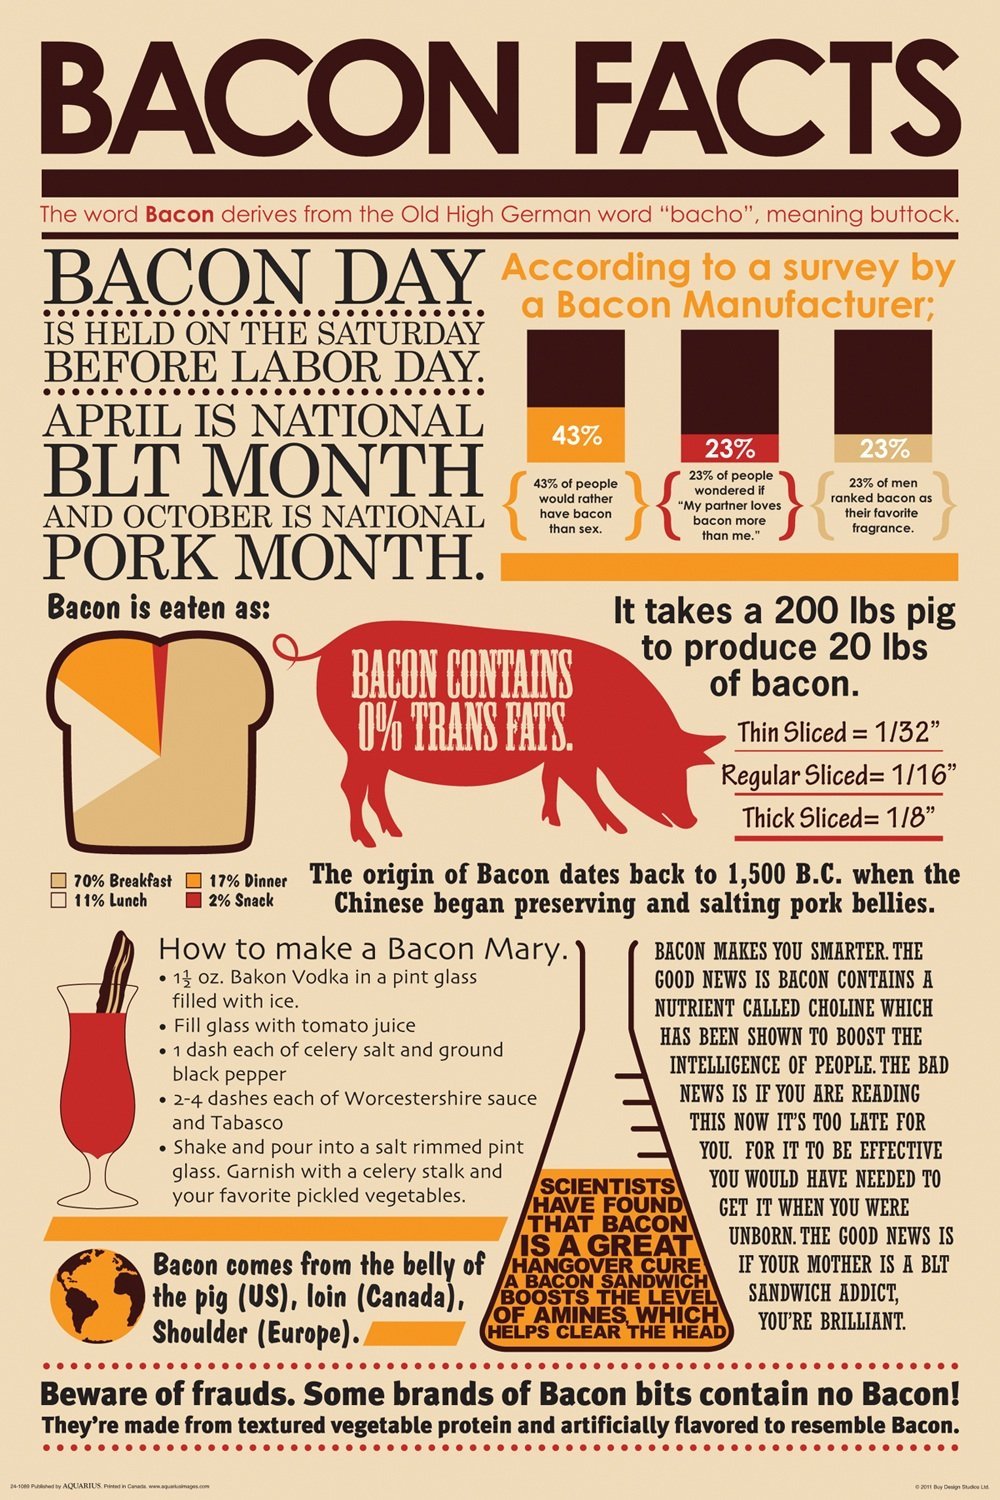 BACON FACTS
The word Bacon derives from the Old High German word “bacho”, meaning buttock.
BACON DAY
IS HELD ON THE SATURDAY
BEFORE LABOR DAY.
APRIL IS NATIONAL
BLT MONTH
AND OCTOBER IS NATIONAL
PORK MONTH.
According to a survey by
a Bacon Manufacturer;
43%
43% of people
would rather
have bacon
than sex.
23%
23% of people
wondered if
“My partner loves
bacon more
than me.”
23%
23% of men
ranked bacon as
their favorite
fragrance.
Bacon is eaten as:
70% Breakfast
17% Dinner
11% Lunch
2% Snack
BACON CONTAINS
0% TRANS FATS.
It takes a 200 lbs pig
to produce 20 lbs
of bacon.
Thin Sliced = 1/32”
Regular Sliced= 1/16”
Thick Sliced= 1/8”
The origin of Bacon dates back to 1,500 B.C. when the
Chinese began preserving and salting pork bellies.
How to make a Bacon Mary.
• 1½ oz. Bakon Vodka in a pint glass
filled with ice.
• Fill glass with tomato juice
• 1 dash each of celery salt and ground
black pepper
• 2-4 dashes each of Worcestershire sauce
and Tabasco
• Shake and pour into a salt rimmed pint
glass. Garnish with a celery stalk and
your favorite pickled vegetables.
Bacon comes from the belly of
the pig (US), loin (Canada),
Shoulder (Europe).
SCIENTISTS
HAVE FOUND
THAT BACON
IS A GREAT
HANGOVER CURE
A BACON SANDWICH
BOOSTS THE LEVEL
OF AMINES, WHICH
HELPS CLEAR THE HEAD
BACON MAKES YOU SMARTER. THE
GOOD NEWS IS BACON CONTAINS A
NUTRIENT CALLED CHOLINE WHICH
HAS BEEN SHOWN TO BOOST THE
INTELLIGENCE OF PEOPLE. THE BAD
NEWS IS IF YOU ARE READING
THIS NOW IT’S TOO LATE FOR
YOU. FOR IT TO BE EFFECTIVE
YOU WOULD HAVE NEEDED TO
GET IT WHEN YOU WERE
UNBORN. THE GOOD NEWS IS
IF YOUR MOTHER IS A BLT
SANDWICH ADDICT,
YOU’RE BRILLIANT.
Beware of frauds. Some brands of Bacon bits contain no Bacon!
They’re made from textured vegetable protein and artificially flavored to resemble Bacon.
24-1089 Published by AQUARIUS. Printed in Canada. www.aquariusimages.com
© 2011 Buy Design Studios Ltd.